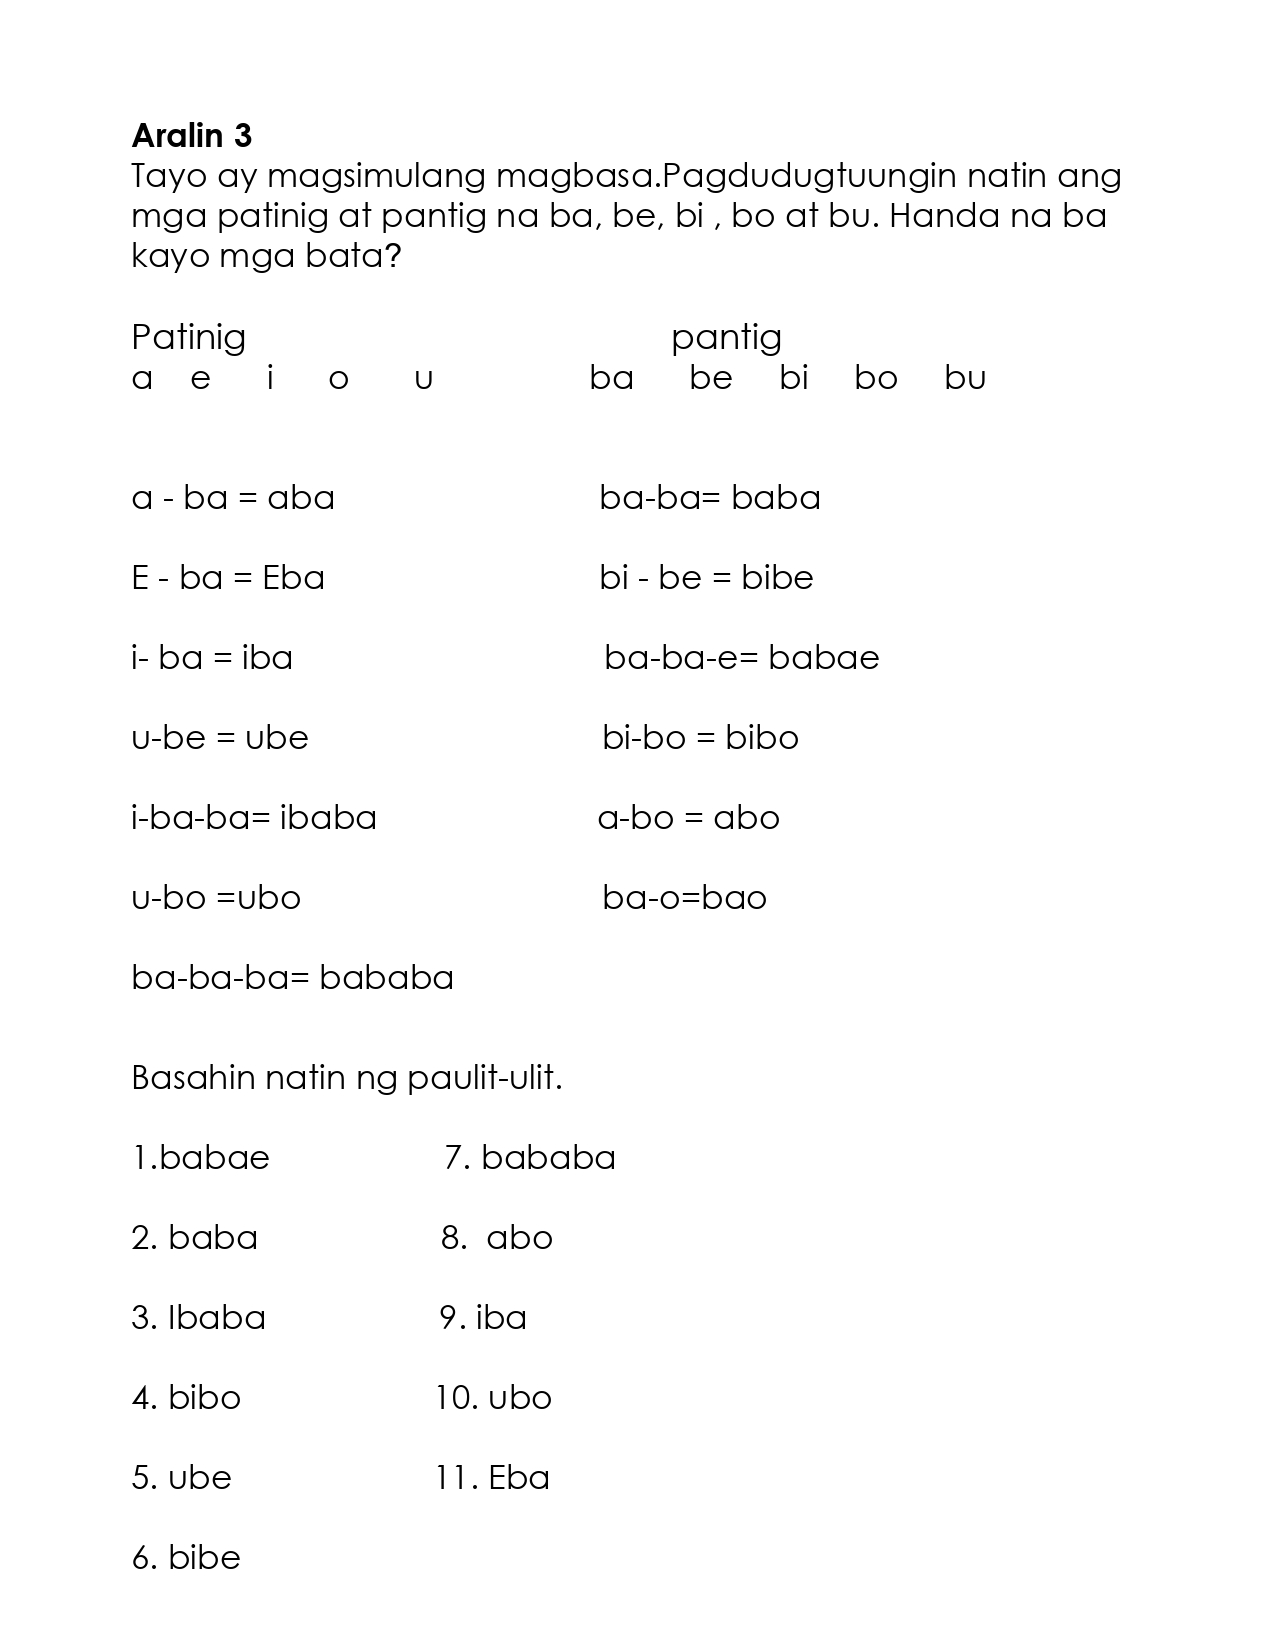 Aralin 3
Tayo ay magsimulang magbasa.Pagdudugtuungin natin ang
mga patinig at pantig na ba, be, bi , bo at bu. Handa na ba
kayo mga bata?
Patinig pantig
a e i o u ba be bi bo bu
a - ba = aba ba-ba= baba
E - ba = Eba bi - be = bibe
i- ba = iba ba-ba-e= babae
u-be = ube bi-bo = bibo
i-ba-ba= ibaba a-bo = abo
u-bo =ubo ba-o=bao
ba-ba-ba= bababa
Basahin natin ng paulit-ulit.
1.babae 7. bababa
2. baba 8. abo
3. Ibaba 9. iba
4. bibo 10. ubo
5. ube 11. Eba
6. bibe